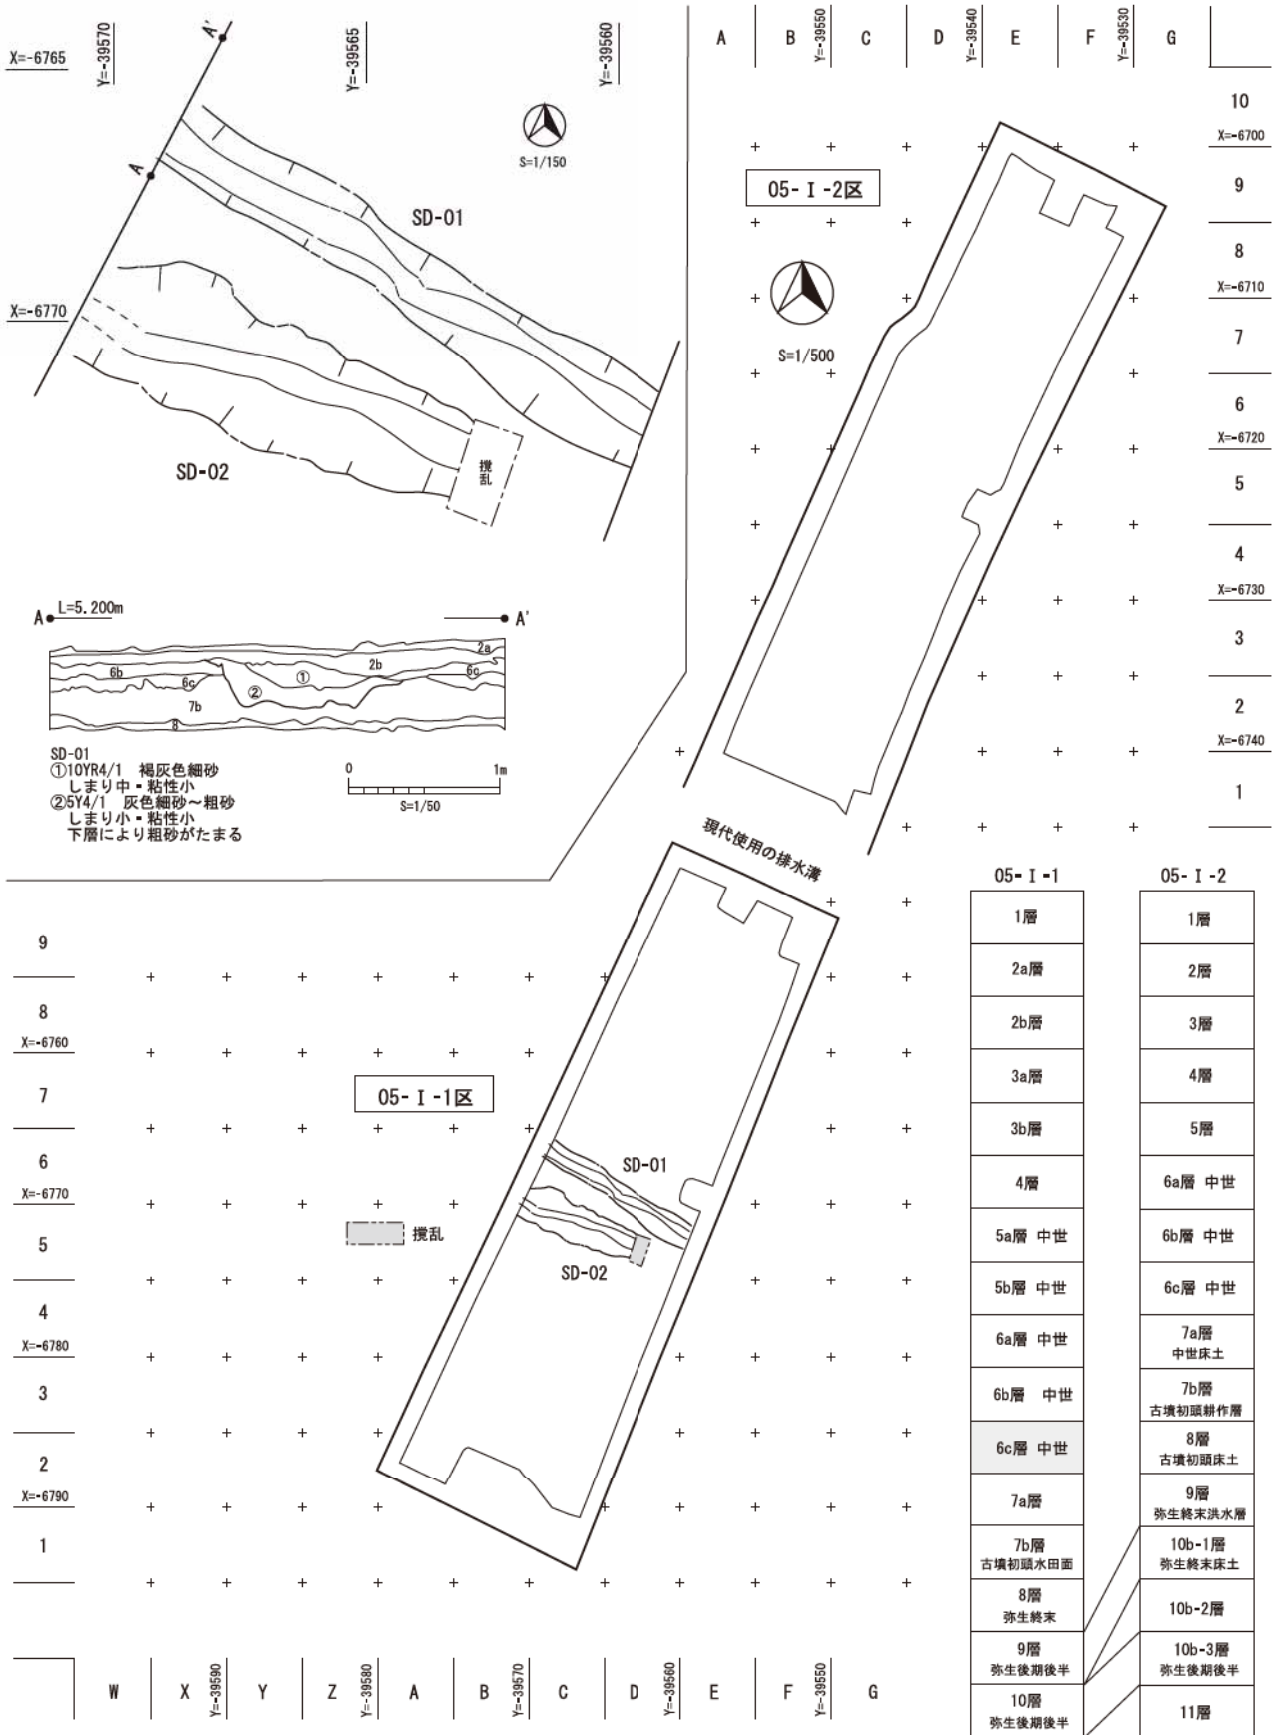 X=-6765
Y=-39570
A'
Y=-39565
Y=-39560
A
S=1/150
SD-01
X=-6770
SD-02
撹乱
A
L=5.200m
A'
2a
2b
6b
6c
6c
①
②
7b
8
SD-01
①10YR4/1 褐灰色細砂
しまり中・粘性小
②5Y4/1 灰色細砂～粗砂
しまり小・粘性小
下層により粗砂がたまる
0
1m
S=1/50
A
B
Y=-39550
C
D
Y=-39540
E
F
Y=-39530
G
10
X=-6700
9
8
X=-6710
7
6
X=-6720
5
4
X=-6730
3
2
X=-6740
1
05-Ⅰ-2区
S=1/500
現代使用の排水溝
9
8
X=-6760
7
6
X=-6770
5
4
X=-6780
3
2
X=-6790
1
05-Ⅰ-1区
SD-01
撹乱
SD-02
W
X
Y=-39590
Y
Z
Y=-39580
A
B
Y=-39570
C
D
Y=-39560
E
F
Y=-39550
G
05-Ⅰ-1
1層
2a層
2b層
3a層
3b層
4層
5a層 中世
5b層 中世
6a層 中世
6b層 中世
6c層 中世
7a層
7b層
古墳初頭水田面
8層
弥生終末
9層
弥生後期後半
10層
弥生後期後半
05-Ⅰ-2
1層
2層
3層
4層
5層
6a層 中世
6b層 中世
6c層 中世
7a層
中世床土
7b層
古墳初頭耕作層
8層
古墳初頭床土
9層
弥生終末洪水層
10b-1層
弥生終末床土
10b-2層
10b-3層
弥生後期後半
11層